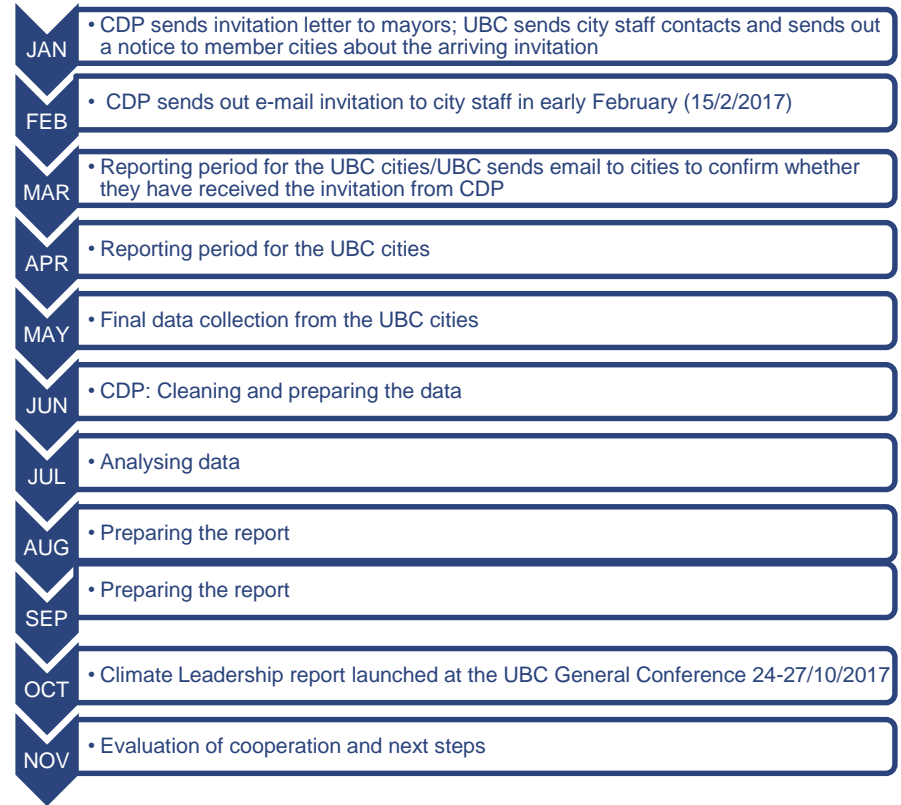 JAN
• CDP sends invitation letter to mayors; UBC sends city staff contacts and sends out
a notice to member cities about the arriving invitation
FEB
• CDP sends out e-mail invitation to city staff in early February (15/2/2017)
MAR
• Reporting period for the UBC cities/UBC sends email to cities to confirm whether
they have received the invitation from CDP
APR
• Reporting period for the UBC cities
MAY
• Final data collection from the UBC cities
JUN
• CDP: Cleaning and preparing the data
JUL
• Analysing data
AUG
• Preparing the report
SEP
• Preparing the report
OCT
• Climate Leadership report launched at the UBC General Conference 24-27/10/2017
NOV
• Evaluation of cooperation and next steps